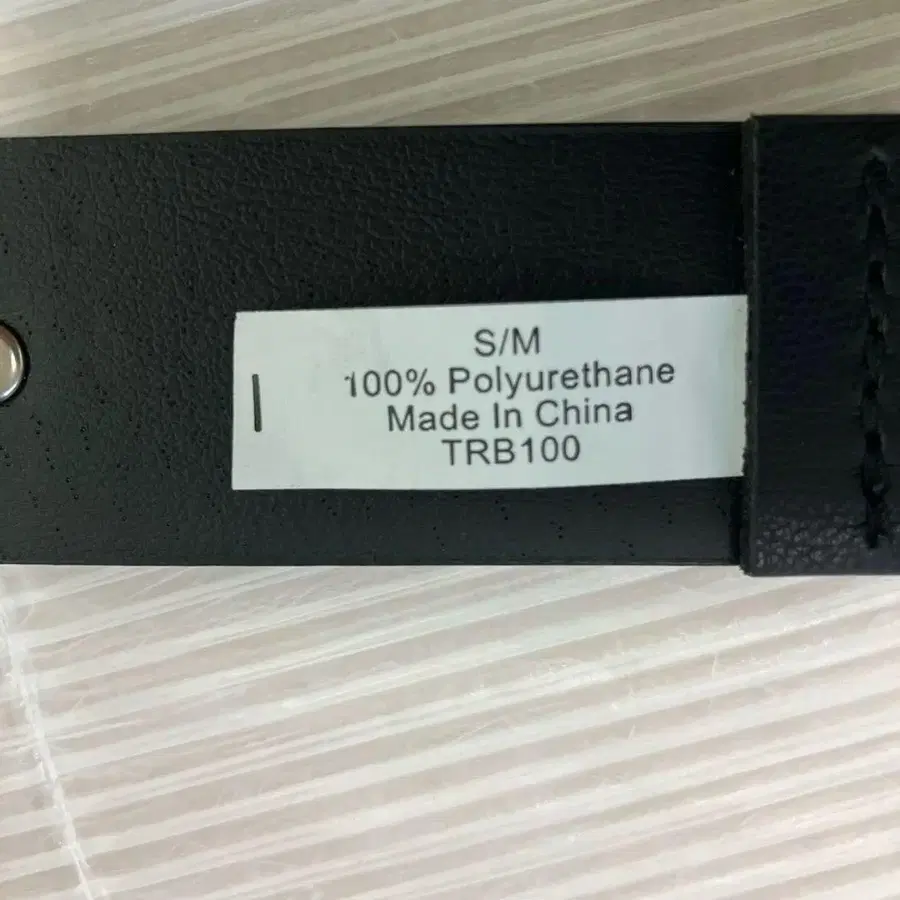 S/M
100% Polyurethane
Made In China
TRB100